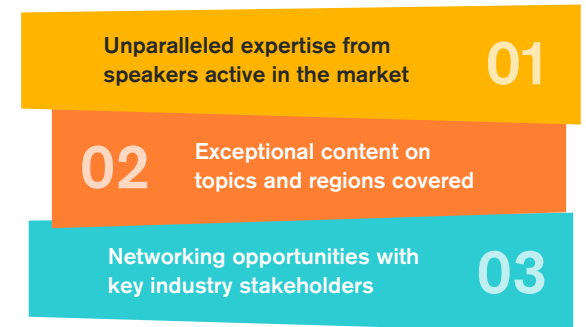 Unparalleled expertise from
speakers active in the market
01
02
Exceptional content on
topics and regions covered
Networking opportunities with
key industry stakeholders
03